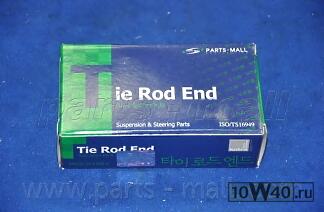 PARTS-MALL
Tie Rod End
Suspension & Steering Parts
ISO/TS16949
Tie Rod End
타이로드엔드
www.parts-mall
10W40.ru